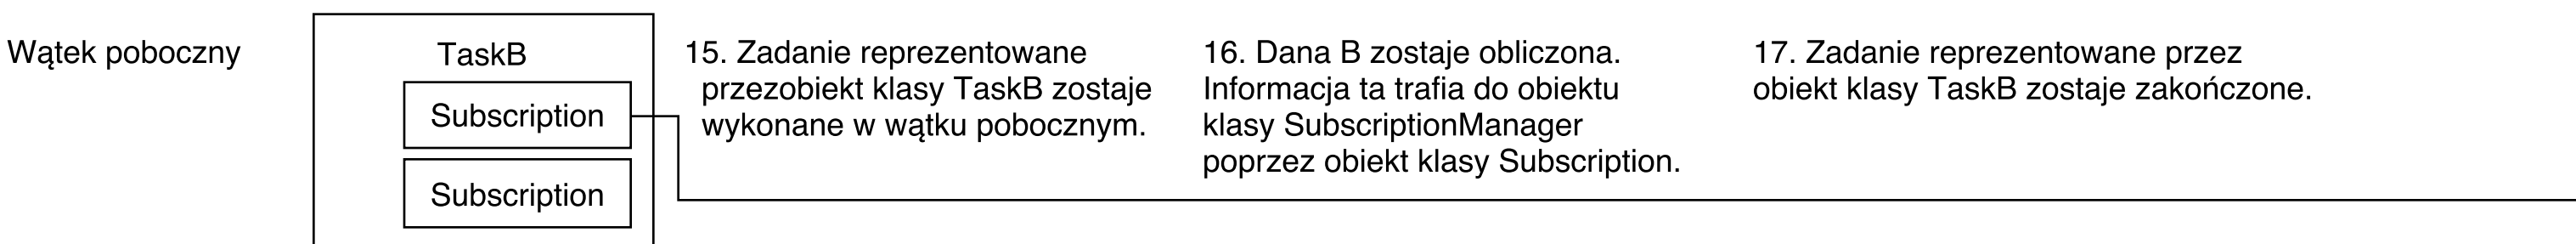 Wątek poboczny
TaskB
Subscription
Subscription
15. Zadanie reprezentowane
przezobiekt klasy TaskB zostaje
wykonane w wątku pobocznym.
16. Dana B zostaje obliczona.
Informacja ta trafia do obiektu
klasy SubscriptionManager
poprzez obiekt klasy Subscription.
17. Zadanie reprezentowane przez
obiekt klasy TaskB zostaje zakończone.